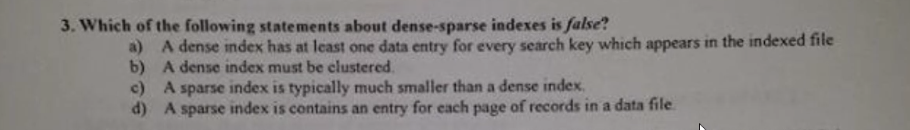 3. Which of the following statements about dense-sparse indexes is false?
a) A dense index has at least one data entry for every search key which appears in the indexed file
b) A dense index must be clustered.
c) A sparse index is typically much smaller than a dense index.
d) A sparse index is contains an entry for each page of records in a data file.